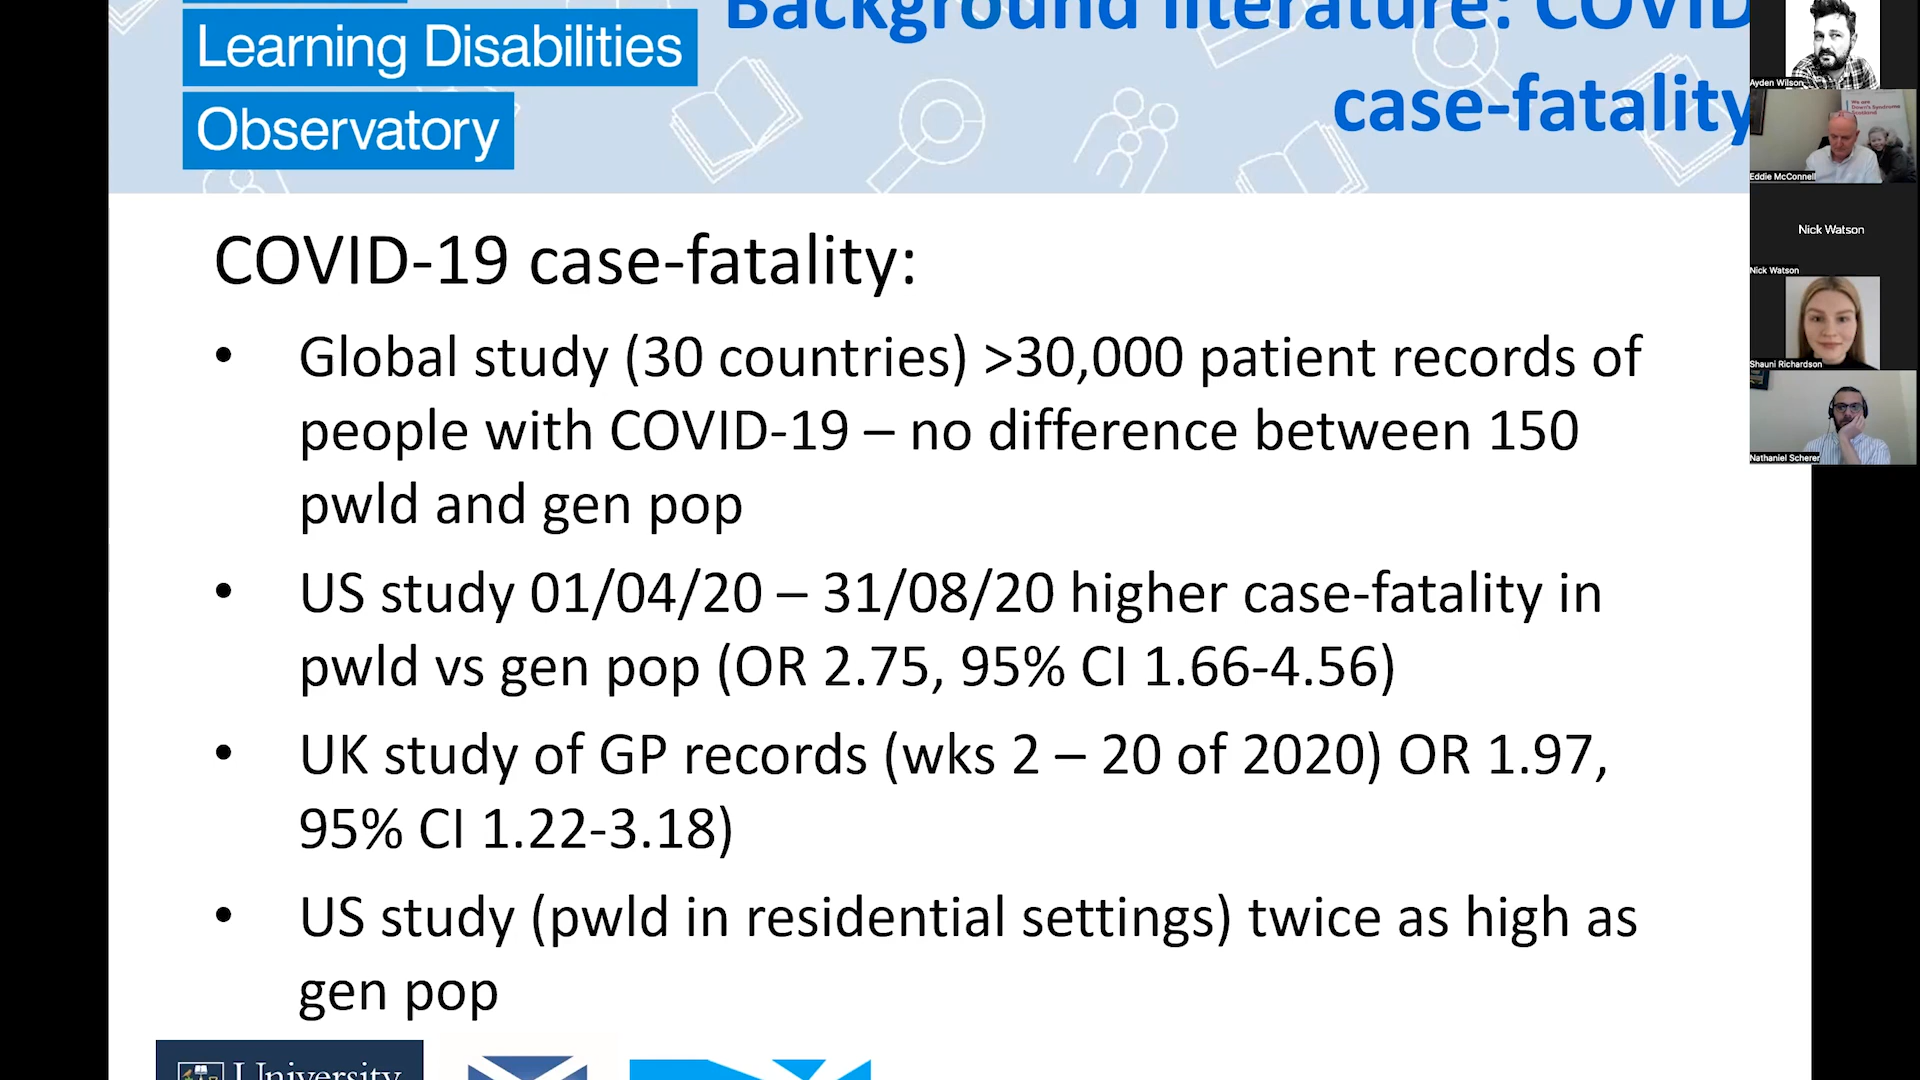 Learning Disabilities
Observatory
Background literature: COVID
case-fatality
COVID-19 case-fatality:
• Global study (30 countries) >30,000 patient records of
people with COVID-19 – no difference between 150
pwld and gen pop
• US study 01/04/20 – 31/08/20 higher case-fatality in
pwld vs gen pop (OR 2.75, 95% CI 1.66-4.56)
• UK study of GP records (wks 2 – 20 of 2020) OR 1.97,
95% CI 1.22-3.18)
• US study (pwld in residential settings) twice as high as
gen pop
University
Ayden Wilson
We are
Down's Syndrome
Scotland
Eddie McConnell
Nick Watson
Nick Watson
Shauni Richardson
Nathaniel Scherer